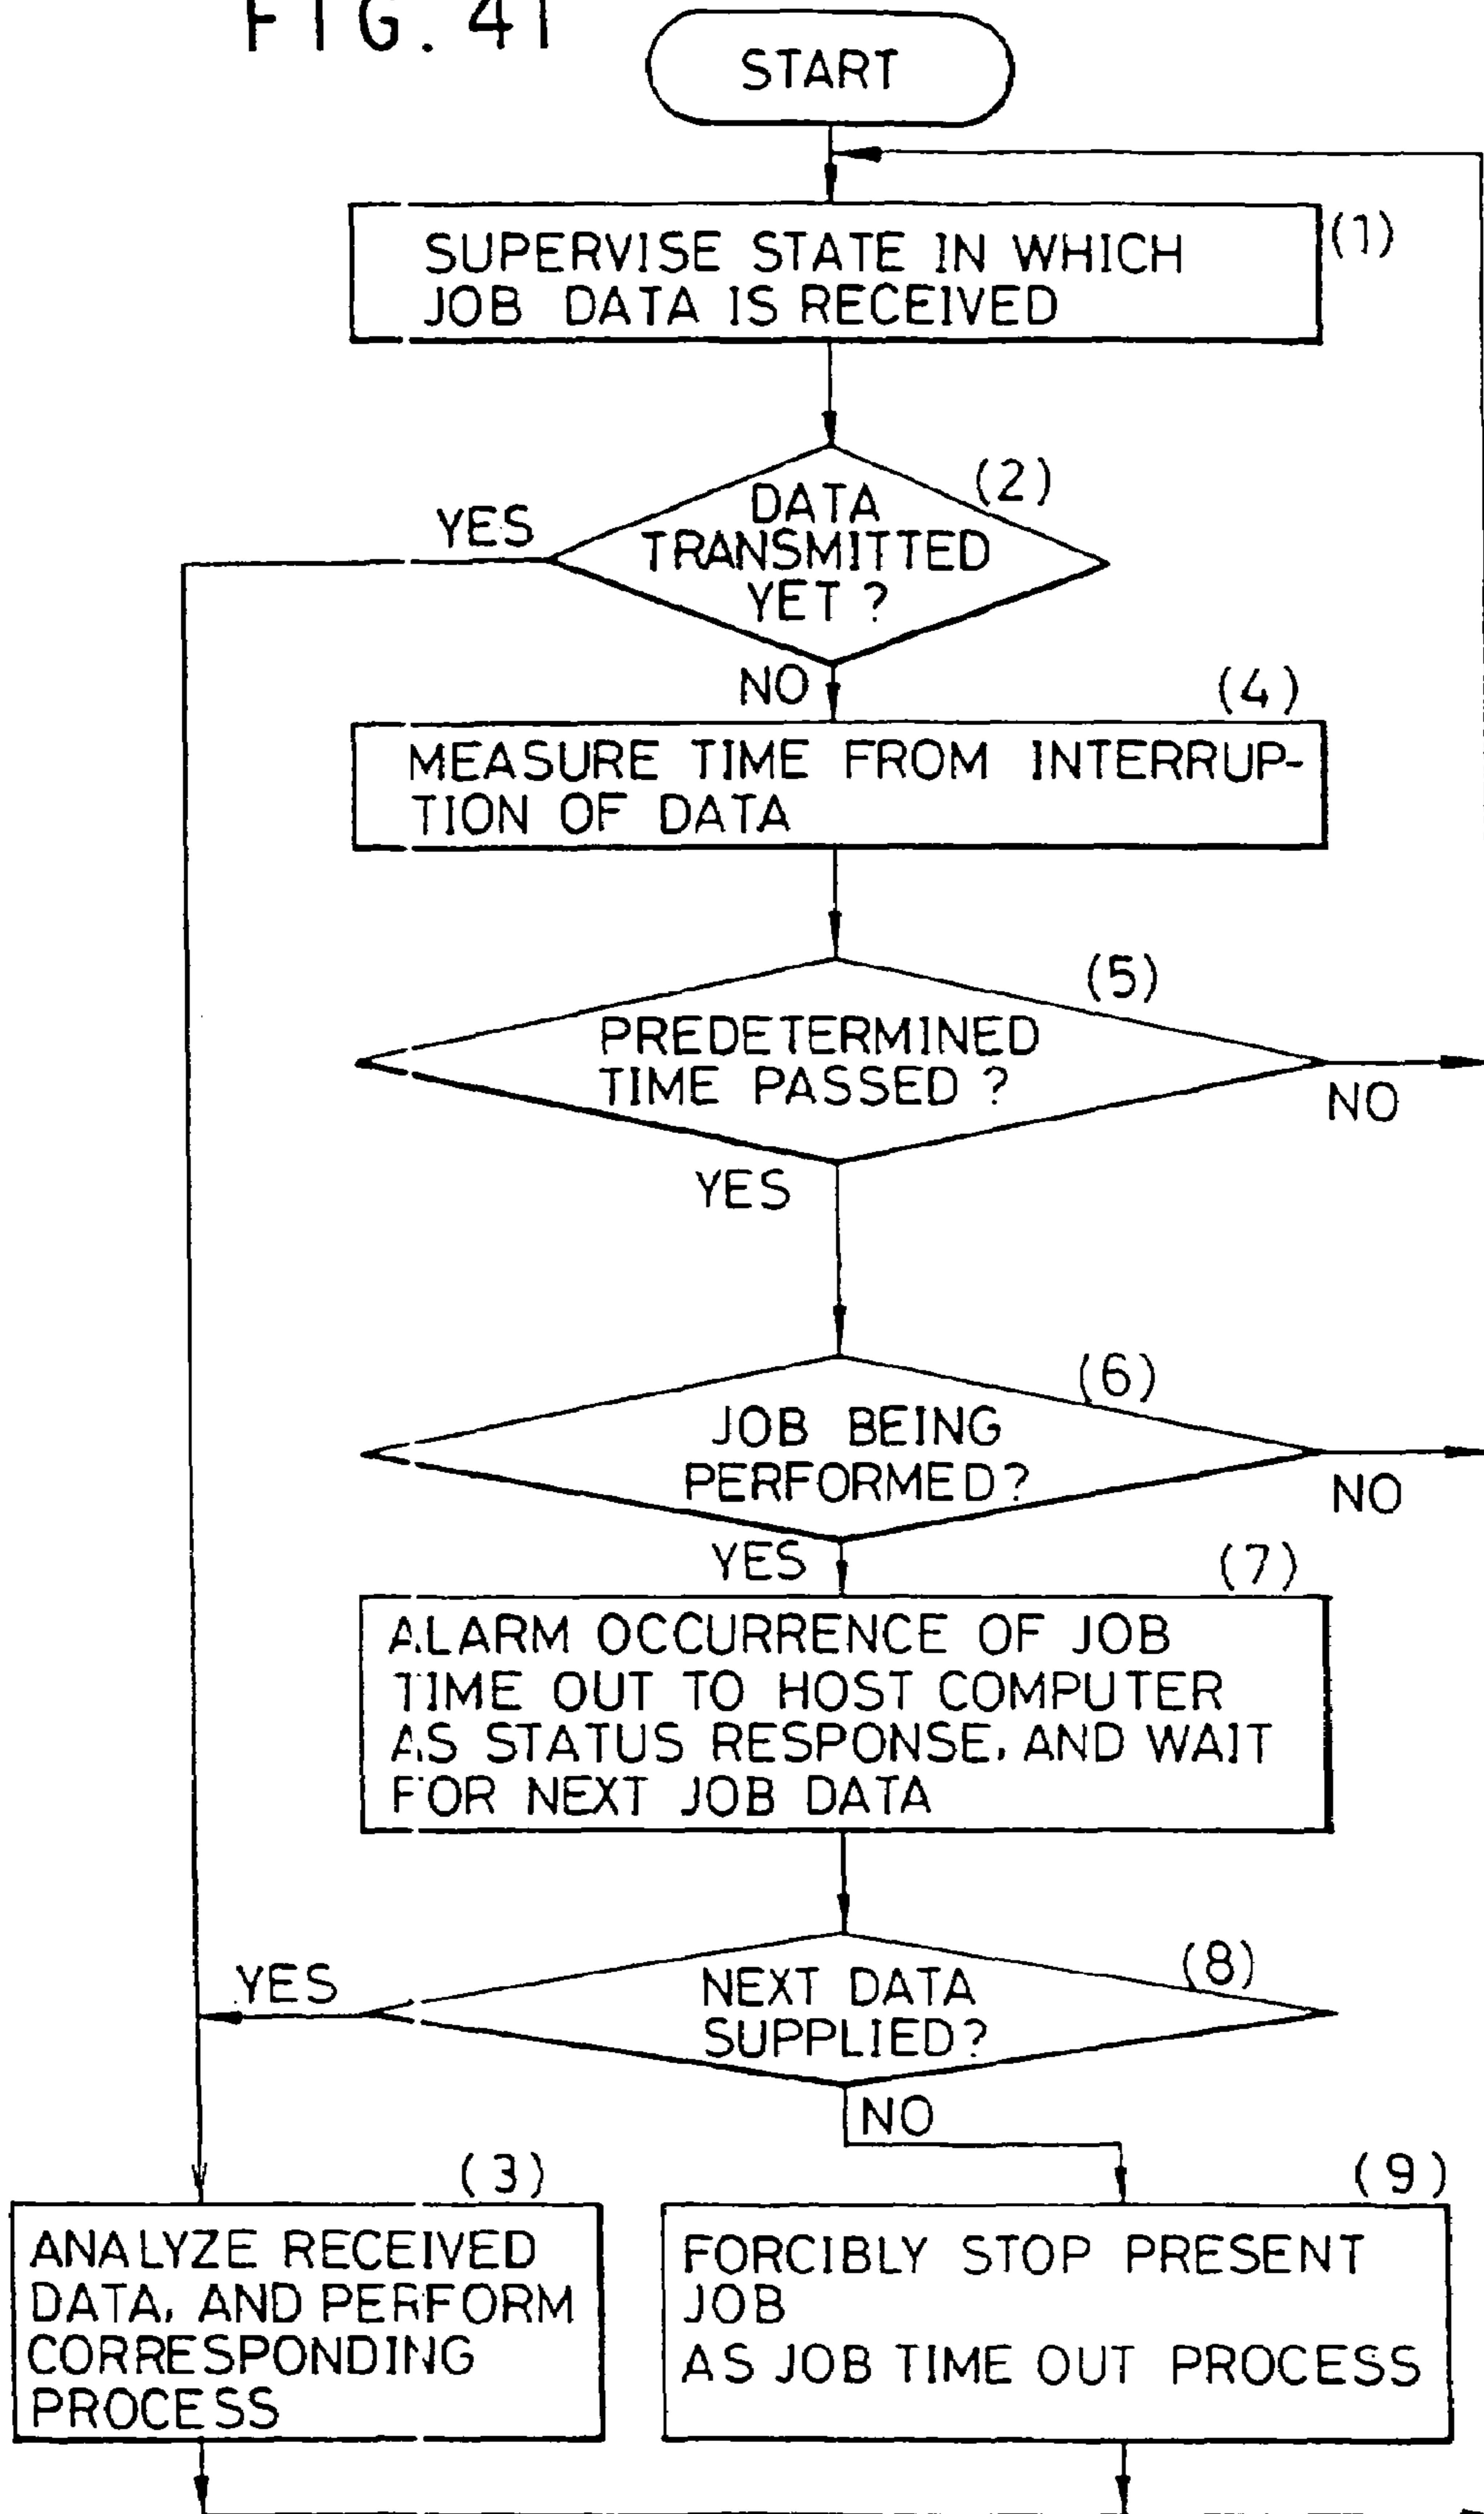 FIG. 41
START
(1)
SUPERVISE STATE IN WHICH
JOB DATA IS RECEIVED
(2)
DATA
TRANSMITTED
YET ?
YES
NO
(4)
MEASURE TIME FROM INTERRUP-
TION OF DATA
(5)
PREDETERMINED
TIME PASSED ?
NO
YES
(6)
JOB BEING
PERFORMED?
NO
YES
(7)
ALARM OCCURRENCE OF JOB
TIME OUT TO HOST COMPUTER
AS STATUS RESPONSE, AND WAIT
FOR NEXT JOB DATA
(8)
YES
NEXT DATA
SUPPLIED?
NO
(3)
ANALYZE RECEIVED
DATA, AND PERFORM
CORRESPONDING
PROCESS
(9)
FORCIBLY STOP PRESENT
JOB
AS JOB TIME OUT PROCESS